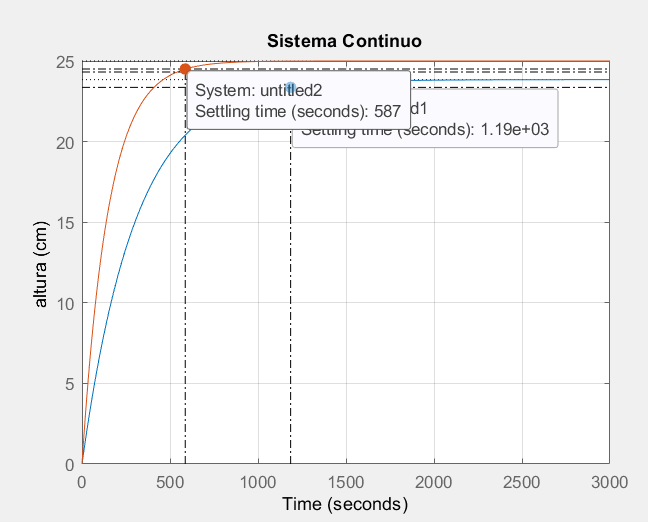 Sistema Continuo
altura (cm)
25
20
15
10
5
0
System: untitled2
Settling time (seconds): 587
d1
Settling time (seconds): 1.19e+03
0 500 1000 1500 2000 2500 3000
Time (seconds)